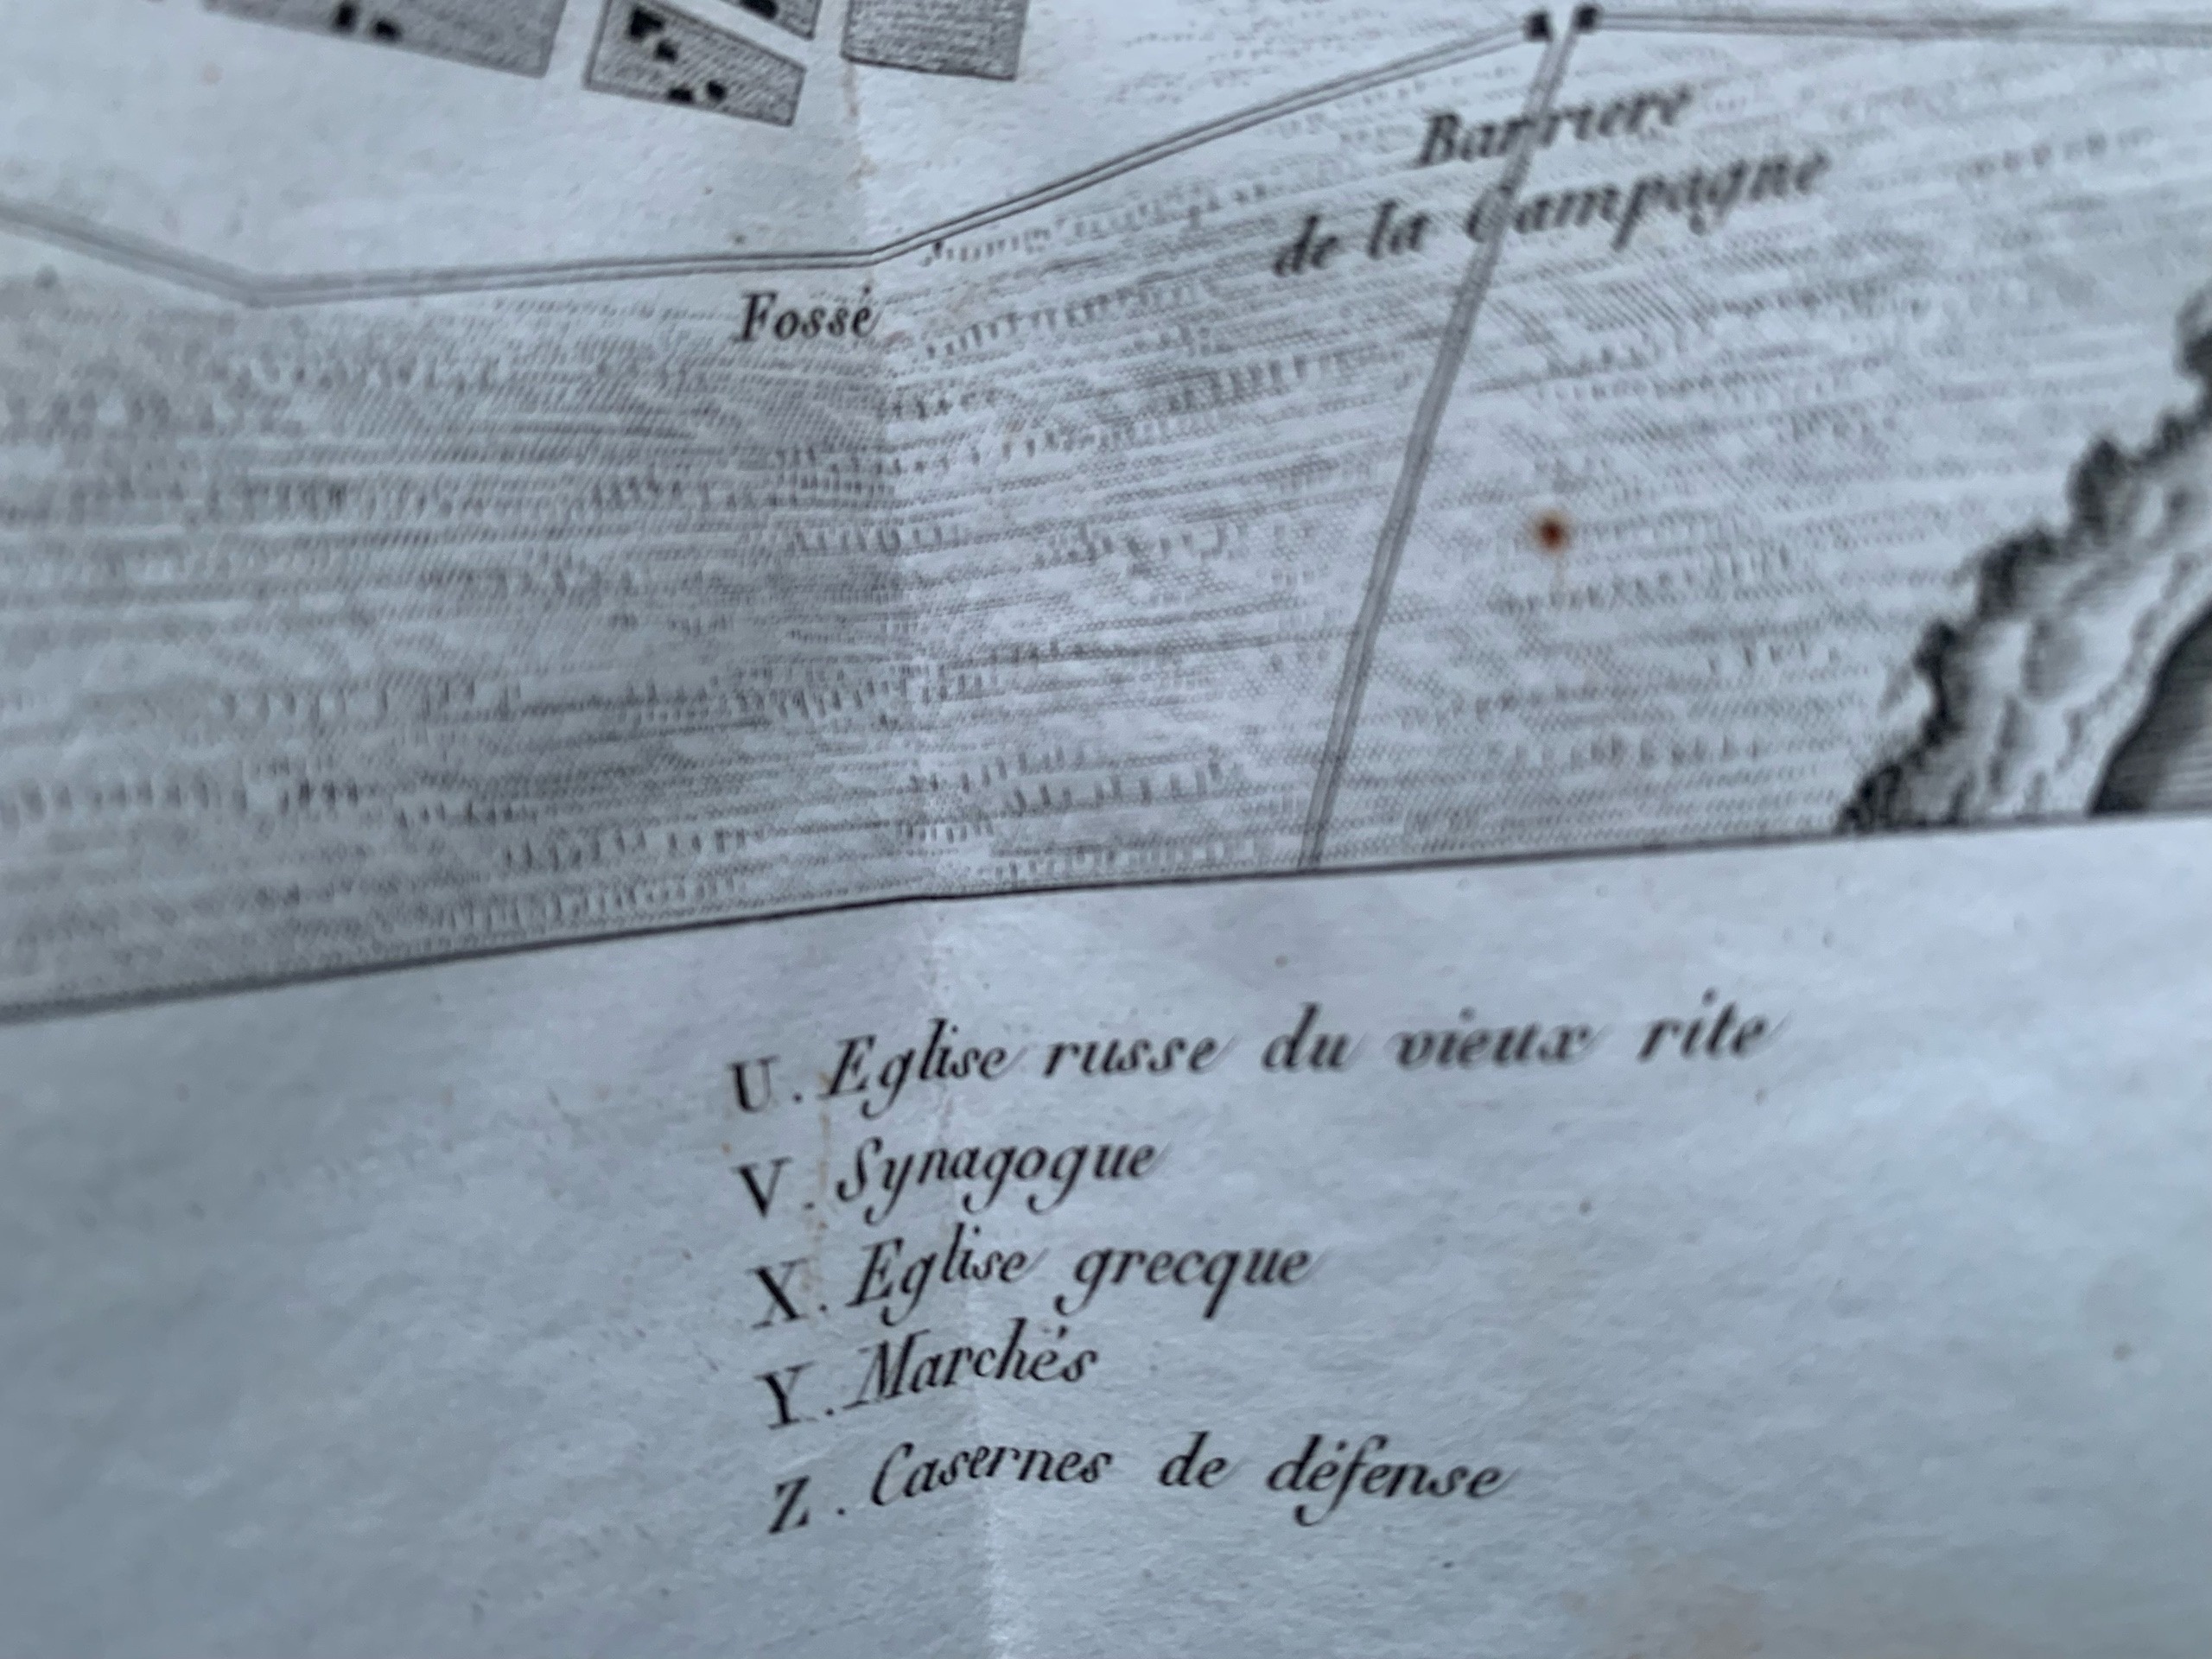 Barriere
de la Campagne
Fossé
U. Eglise russe du vieux rite
V. Synagogue
X. Eglise grecque
Y. Marchés
Z. Casernes de défense